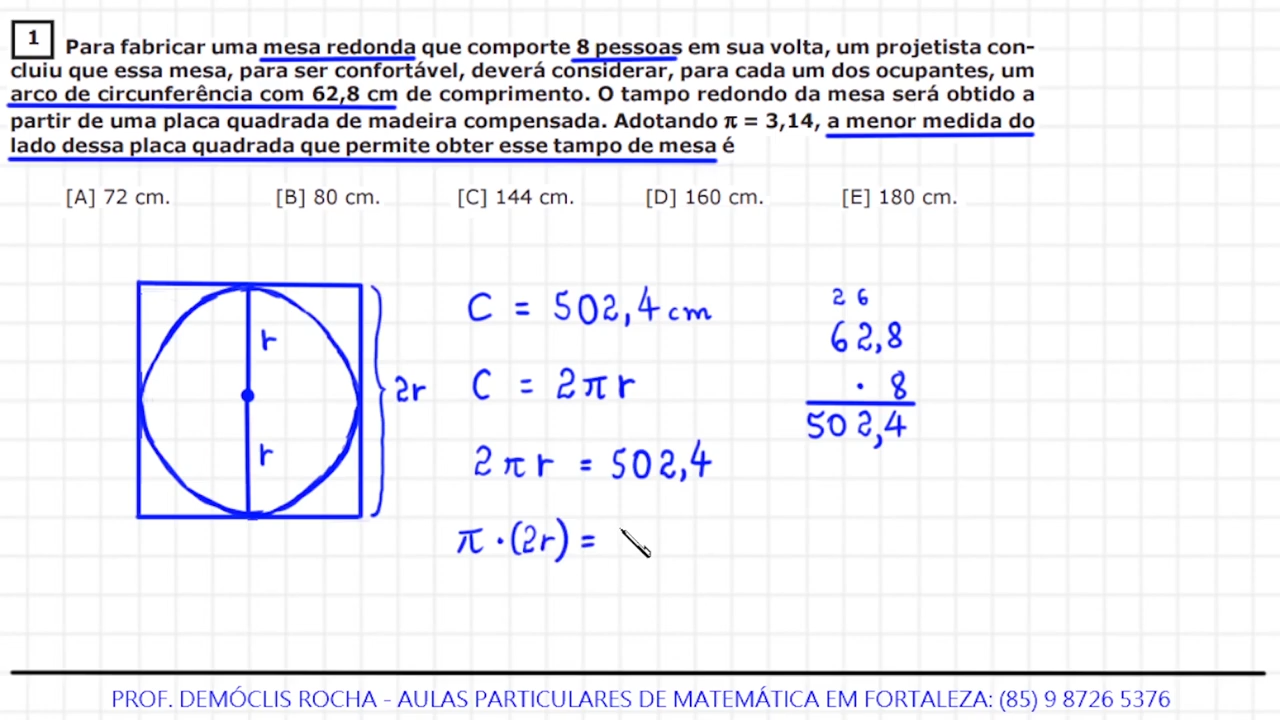 1 Para fabricar uma mesa redonda que comporte 8 pessoas em sua volta, um projetista con-
cluiu que essa mesa, para ser confortável, deverá considerar, para cada um dos ocupantes, um
arco de circunferência com 62,8 cm de comprimento. O tampo redondo da mesa será obtido a
partir de uma placa quadrada de madeira compensada. Adotando π = 3,14, a menor medida do
lado dessa placa quadrada que permite obter esse tampo de mesa é
[A] 72 cm. [B] 80 cm. [C] 144 cm. [D] 160 cm. [E] 180 cm.
r
r
2r
C = 502,4 cm
C = 2πr
2πr = 502,4
π · (2r) =
2 6
62,8
· 8
502,4
PROF. DEMÓCLIS ROCHA - AULAS PARTICULARES DE MATEMÁTICA EM FORTALEZA: (85) 9 8726 5376